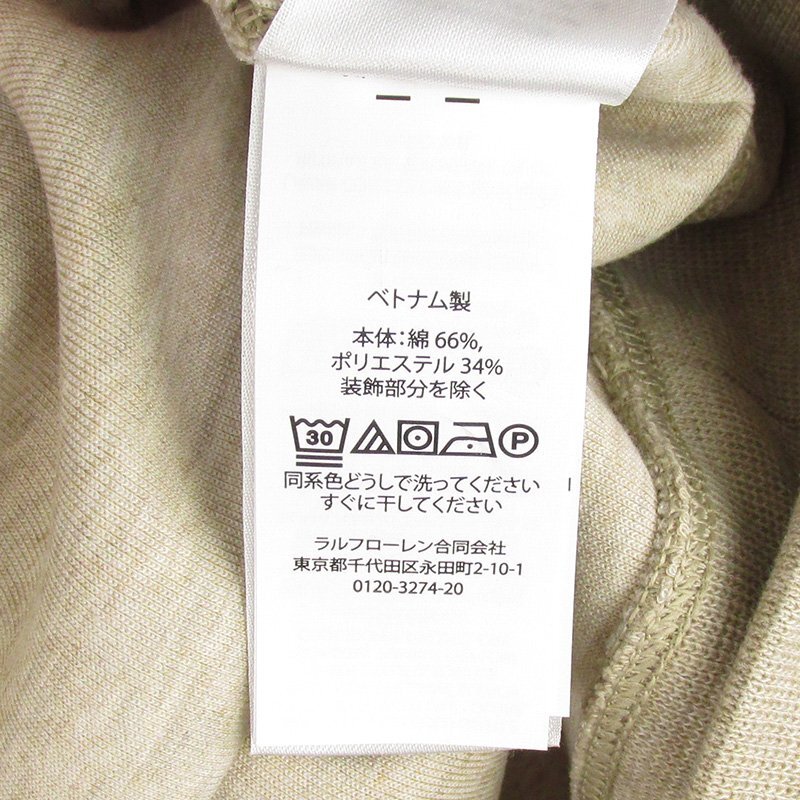 ベトナム製
本体：綿 66%,
ポリエステル 34%
装飾部分を除く
30 P
同系色どうしで洗ってください
すぐに干してください
ラルフローレン合同会社
東京都千代田区永田町2-10-1
0120-3274-20